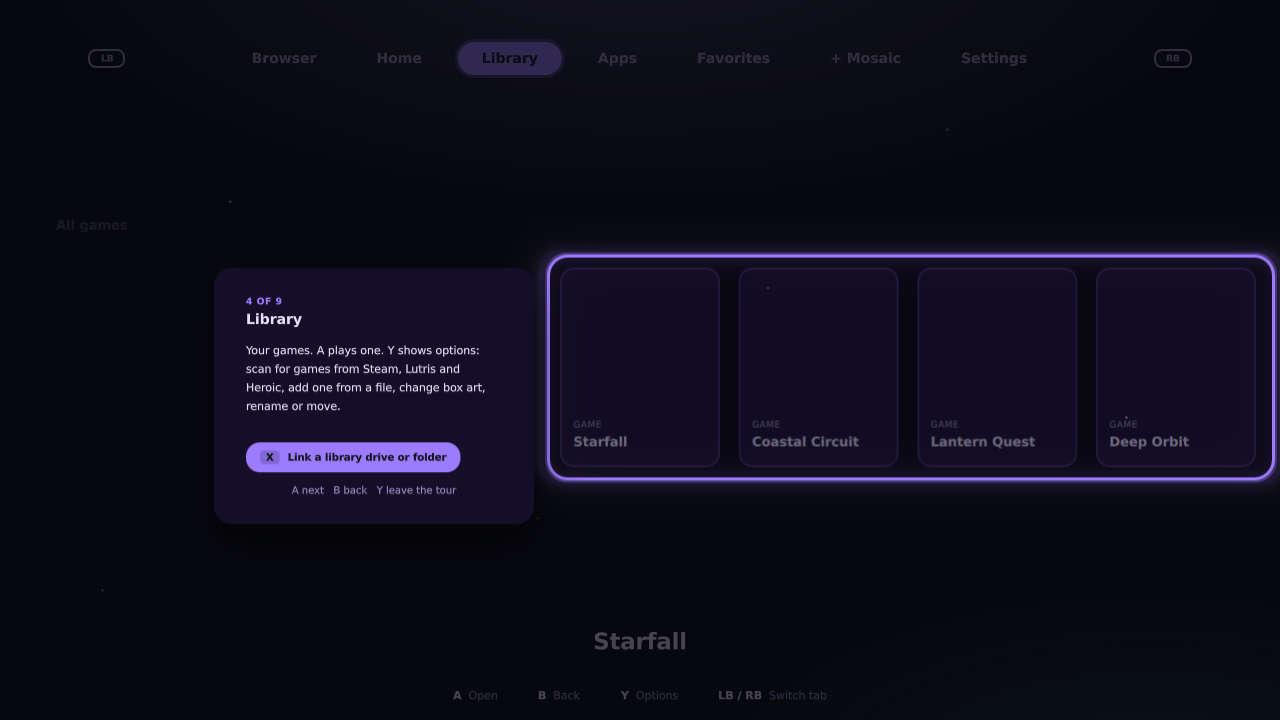 LB Browser Home Library Apps Favorites + Mosaic Settings RB
All games
4 OF 9
Library
Your games. A plays one. Y shows options:
scan for games from Steam, Lutris and
Heroic, add one from a file, change box art,
rename or move.
X Link a library drive or folder
A next B back Y leave the tour
GAME
Starfall
GAME
Coastal Circuit
GAME
Lantern Quest
GAME
Deep Orbit
Starfall
A Open B Back Y Options LB / RB Switch tab